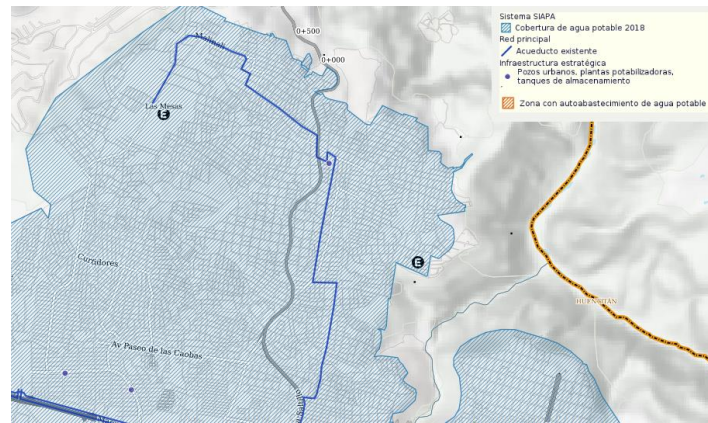 Sistema SIAPA
Cobertura de agua potable 2018
Red principal
Acueducto existente
Infraestructura estratégica
Pozos urbanos, plantas potabilizadoras,
tanques de almacenamiento
Zona con autoabastecimiento de agua potable
0+500
0+000
Las Mesas
E
E
Curtidores
HUENTITÁN
Av Paseo de las Caobas